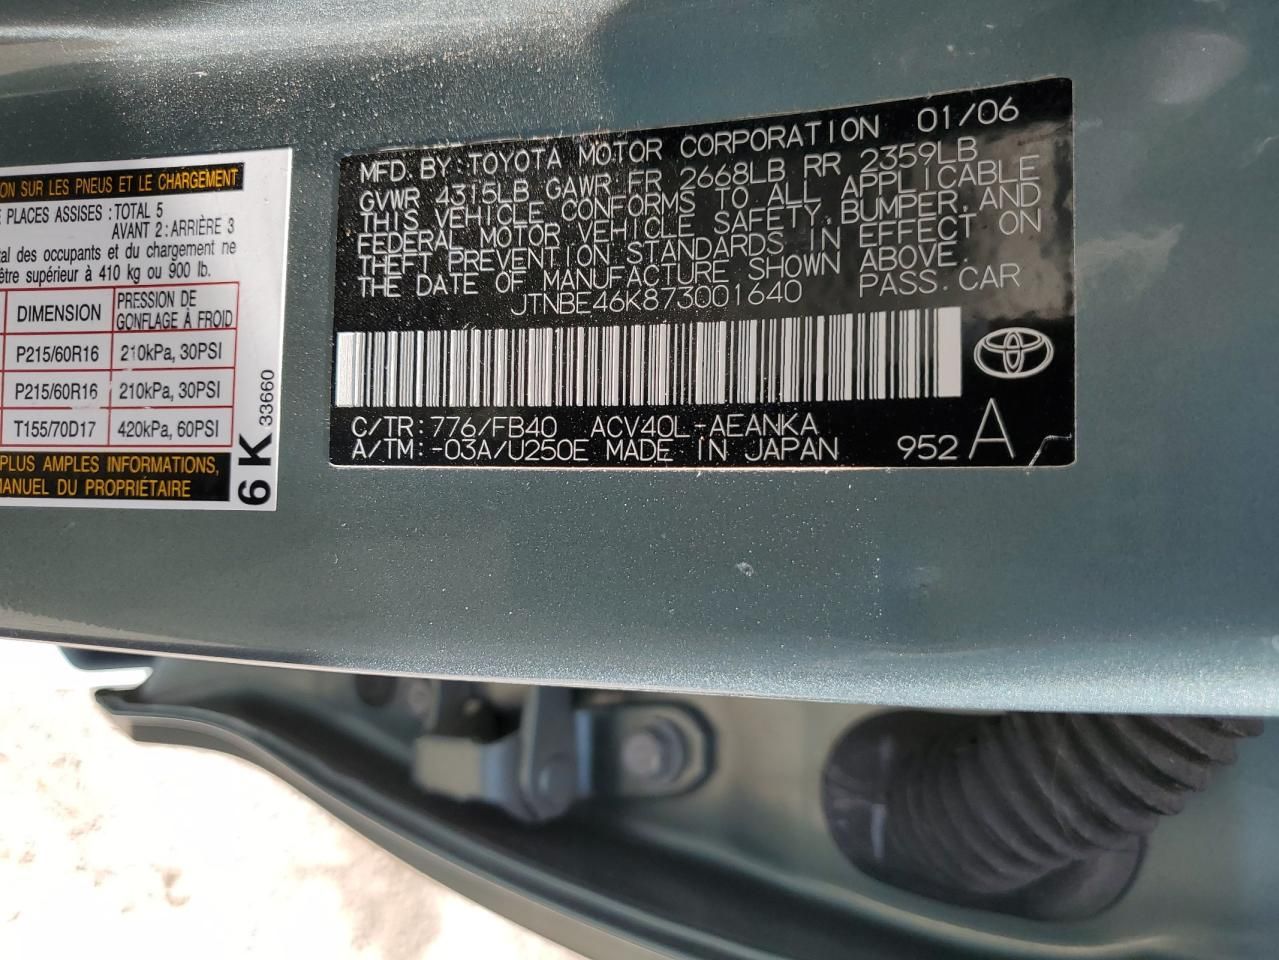 ON SUR LES PNEUS ET LE CHARGEMENT
E PLACES ASSISES : TOTAL 5
AVANT 2 : ARRIÈRE 3
tal des occupants et du chargement ne
être supérieur à 410 kg ou 900 lb.
DIMENSION PRESSION DE GONFLAGE À FROID
P215/60R16 210kPa, 30PSI
P215/60R16 210kPa, 30PSI
T155/70D17 420kPa, 60PSI
PLUS AMPLES INFORMATIONS,
MANUEL DU PROPRIÉTAIRE
6K
33660
MFD. BY: TOYOTA MOTOR CORPORATION 01/06
GVWR 4315LB GAWR FR 2668LB RR 2359LB
THIS VEHICLE CONFORMS TO ALL APPLICABLE
FEDERAL MOTOR VEHICLE SAFETY, BUMPER, AND
THEFT PREVENTION STANDARDS IN EFFECT ON
THE DATE OF MANUFACTURE SHOWN ABOVE.
JTNBE46K873001640 PASS. CAR
C/TR: 776/FB40 ACV40L-AEANKA
A/TM: -03A/U250E MADE IN JAPAN 952 A